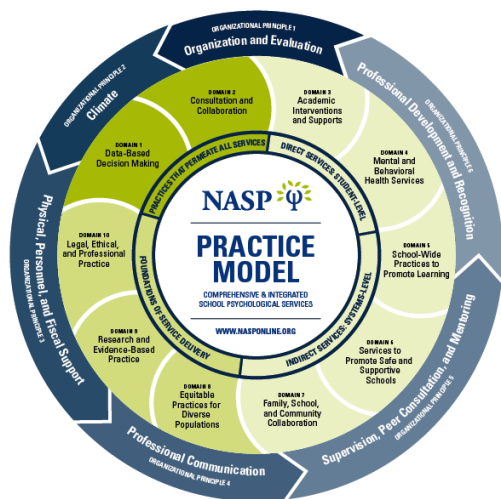 ORGANIZATIONAL PRINCIPLE 1
Organization and Evaluation
ORGANIZATIONAL PRINCIPLE 2
Climate
Physical, Personnel, and Fiscal Support
ORGANIZATIONAL PRINCIPLE 3
Professional Communication
ORGANIZATIONAL PRINCIPLE 4
Supervision, Peer Consultation, and Mentoring
ORGANIZATIONAL PRINCIPLE 5
ORGANIZATIONAL PRINCIPLE 6
Professional Development and Recognition
DOMAIN 1
Data-Based
Decision Making
DOMAIN 2
Consultation and
Collaboration
DOMAIN 3
Academic
Interventions
and Supports
DOMAIN 4
Mental and
Behavioral
Health Services
DOMAIN 5
School-Wide
Practices to
Promote Learning
DOMAIN 6
Services to
Promote Safe and
Supportive
Schools
DOMAIN 7
Family, School,
and Community
Collaboration
DOMAIN 8
Equitable
Practices for
Diverse
Populations
DOMAIN 9
Research and
Evidence-Based
Practice
DOMAIN 10
Legal, Ethical,
and Professional
Practice
PRACTICES THAT PERMEATE ALL SERVICES
DIRECT SERVICES: STUDENT-LEVEL
INDIRECT SERVICES: SYSTEMS-LEVEL
FOUNDATIONS OF SERVICE DELIVERY
NASP
PRACTICE
MODEL
COMPREHENSIVE & INTEGRATED
SCHOOL PSYCHOLOGICAL SERVICES
WWW.NASPONLINE.ORG